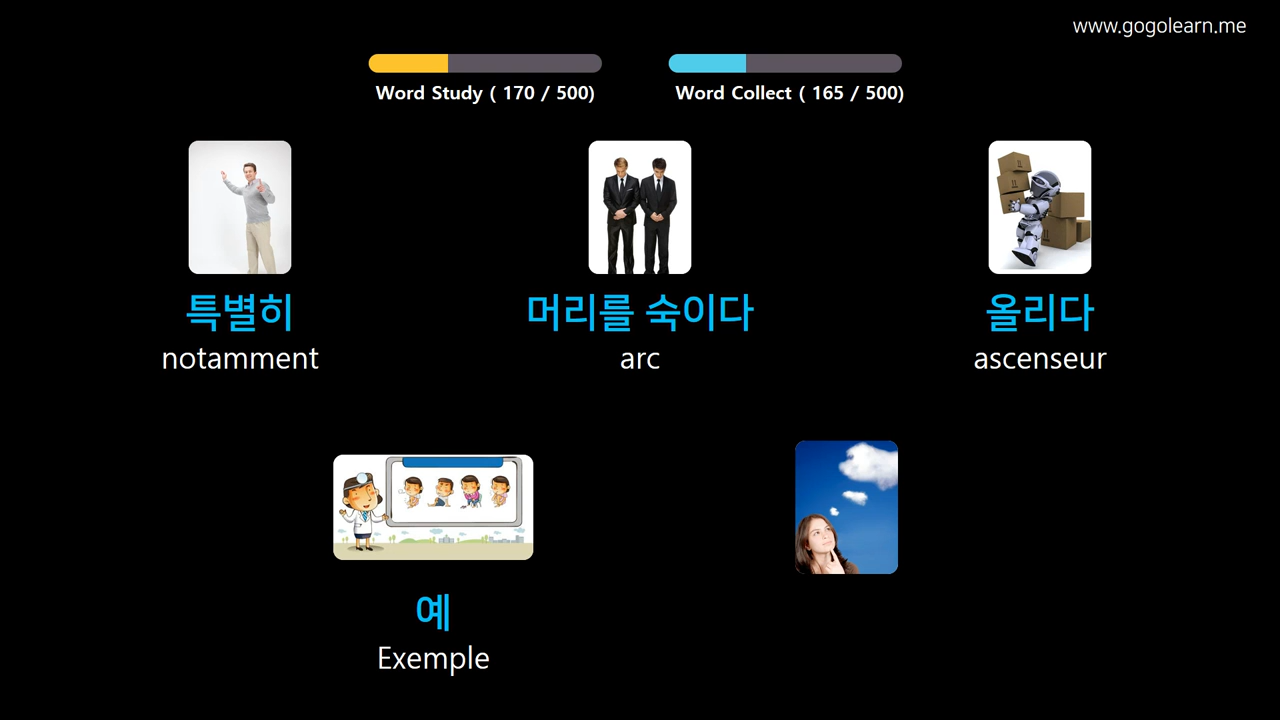 www.gogolearn.me
Word Study ( 170 / 500)
Word Collect ( 165 / 500)
특별히
notamment
머리를 숙이다
arc
올리다
ascenseur
예
Exemple